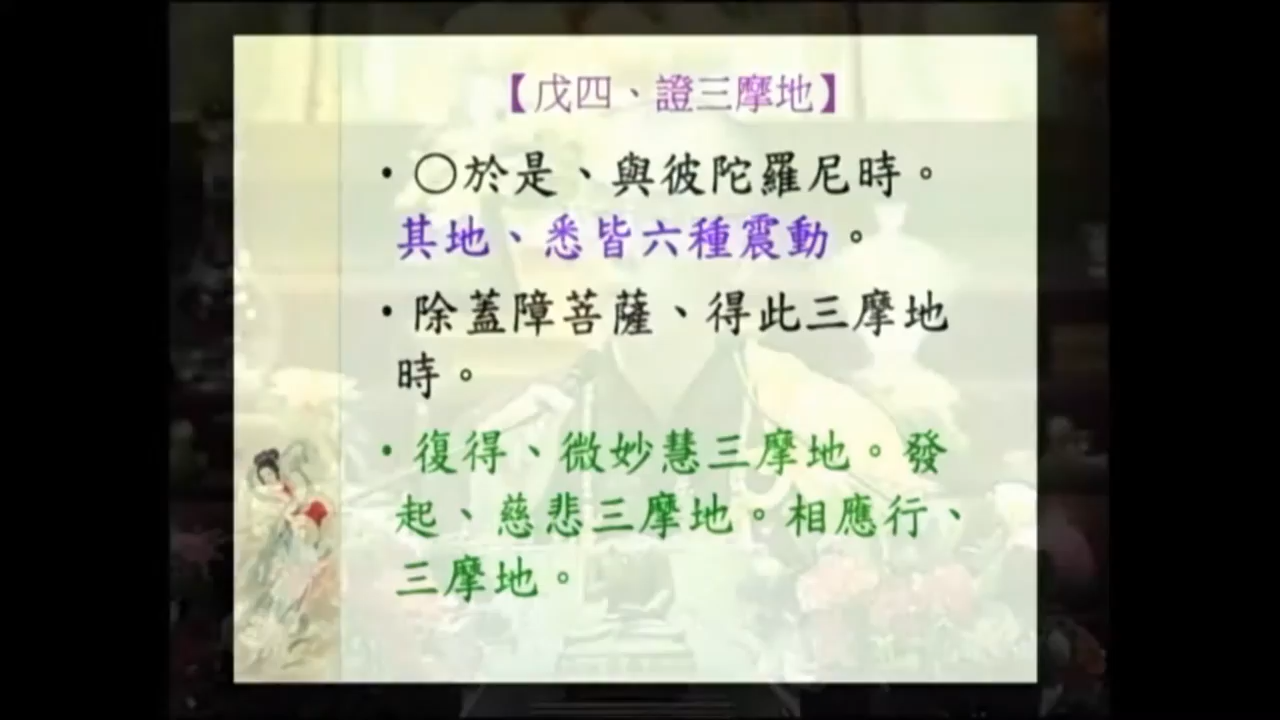 【戊四、證三摩地】
•〇於是、與彼陀羅尼時。
其地、悉皆六種震動。
•除蓋障菩薩、得此三摩地
時。
•復得、微妙慧三摩地。發
起、慈悲三摩地。相應行、
三摩地。